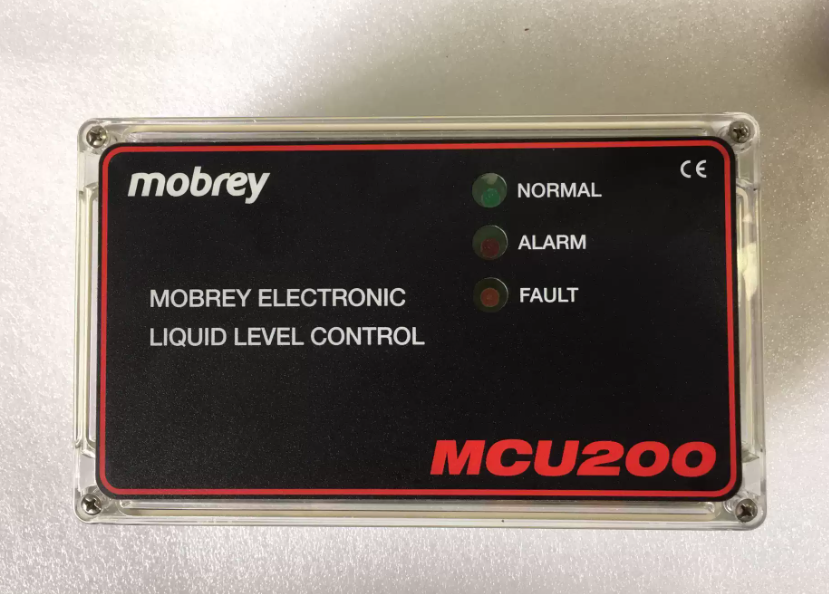 mobrey
CE
NORMAL
ALARM
FAULT
MOBREY ELECTRONIC
LIQUID LEVEL CONTROL
MCU200